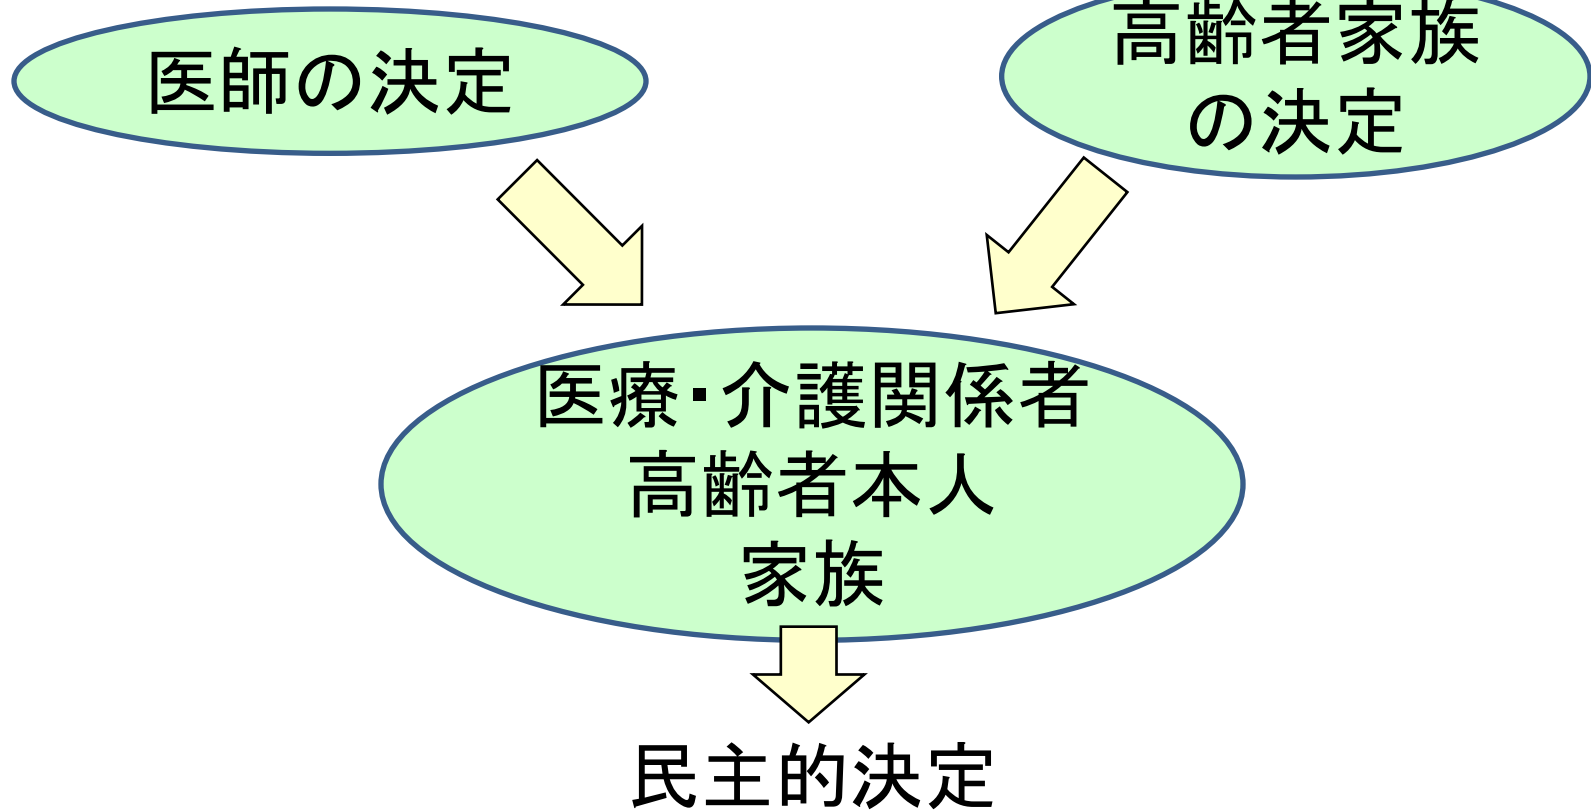 医師の決定
高齢者家族
の決定
医療・介護関係者
高齢者本人
家族
民主的決定